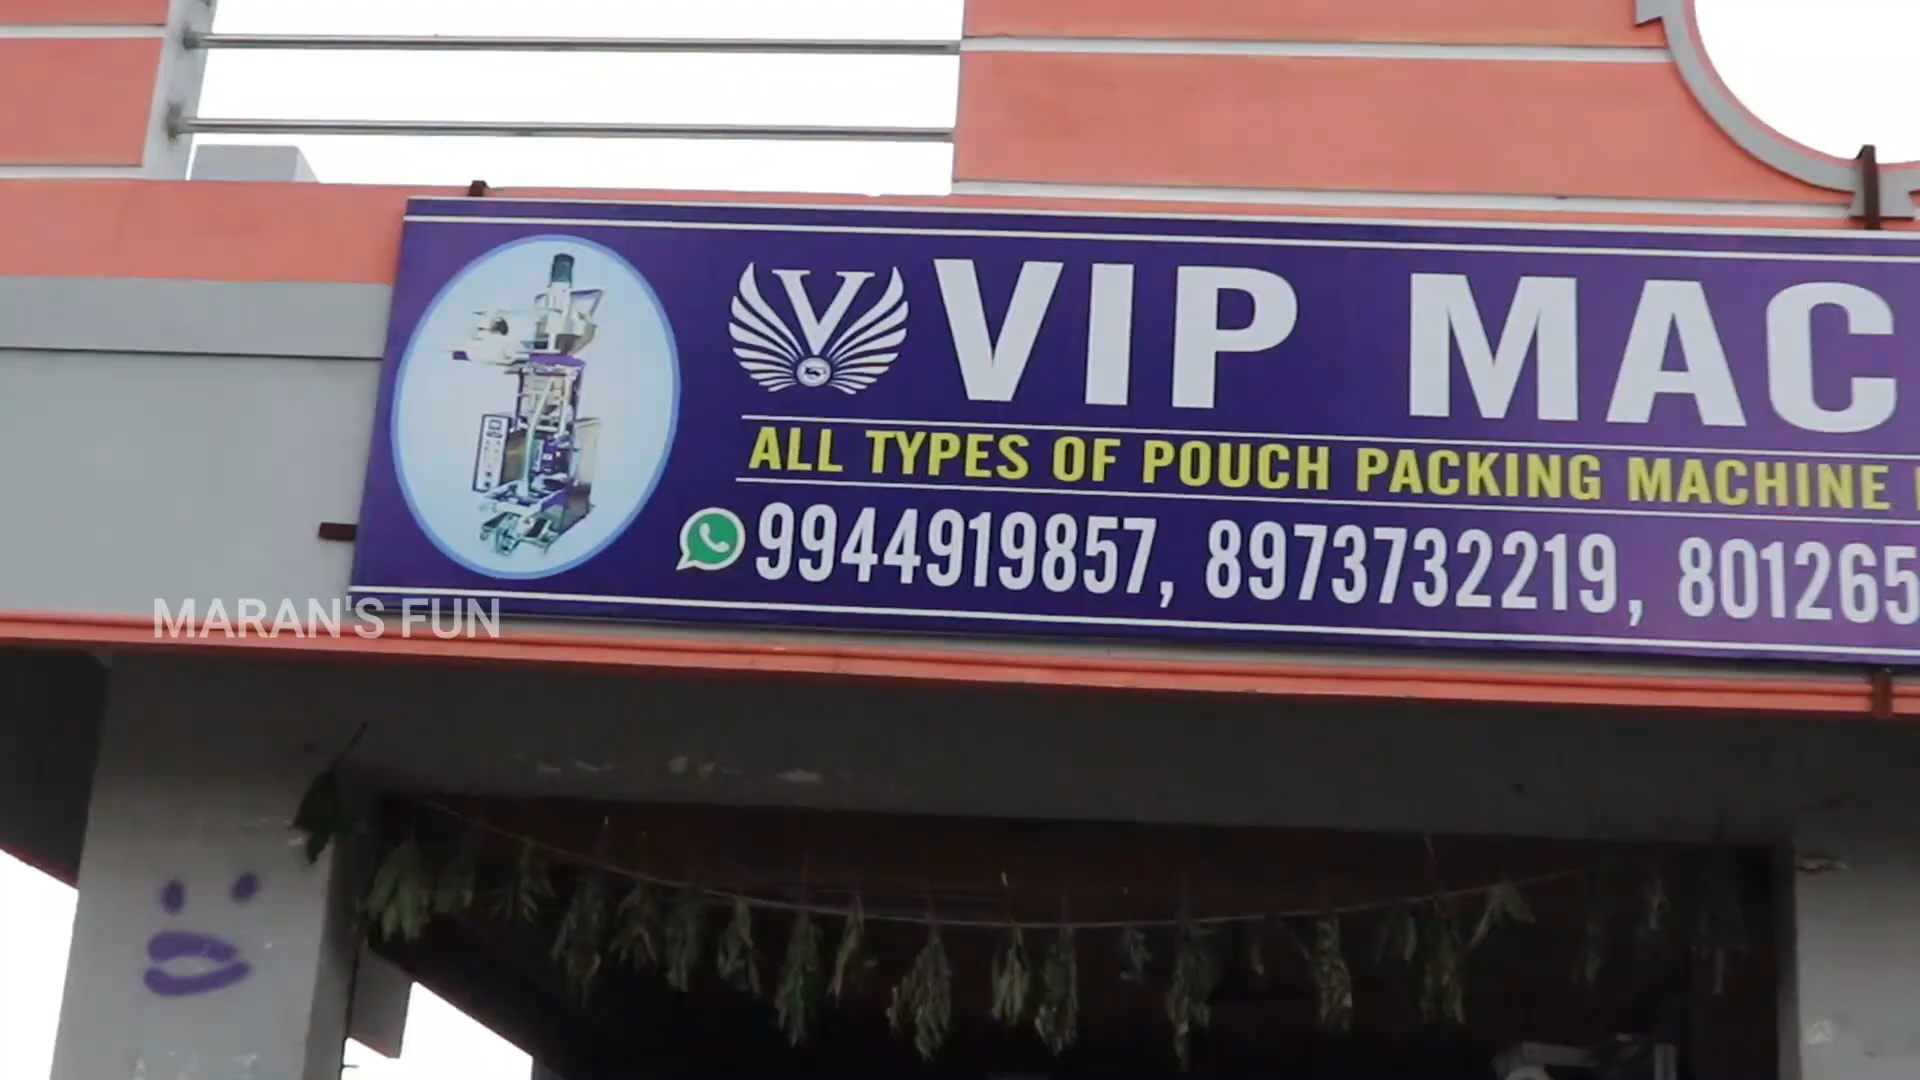 V VIP MAC
ALL TYPES OF POUCH PACKING MACHINE
9944919857, 8973732219, 801265
MARAN'S FUN